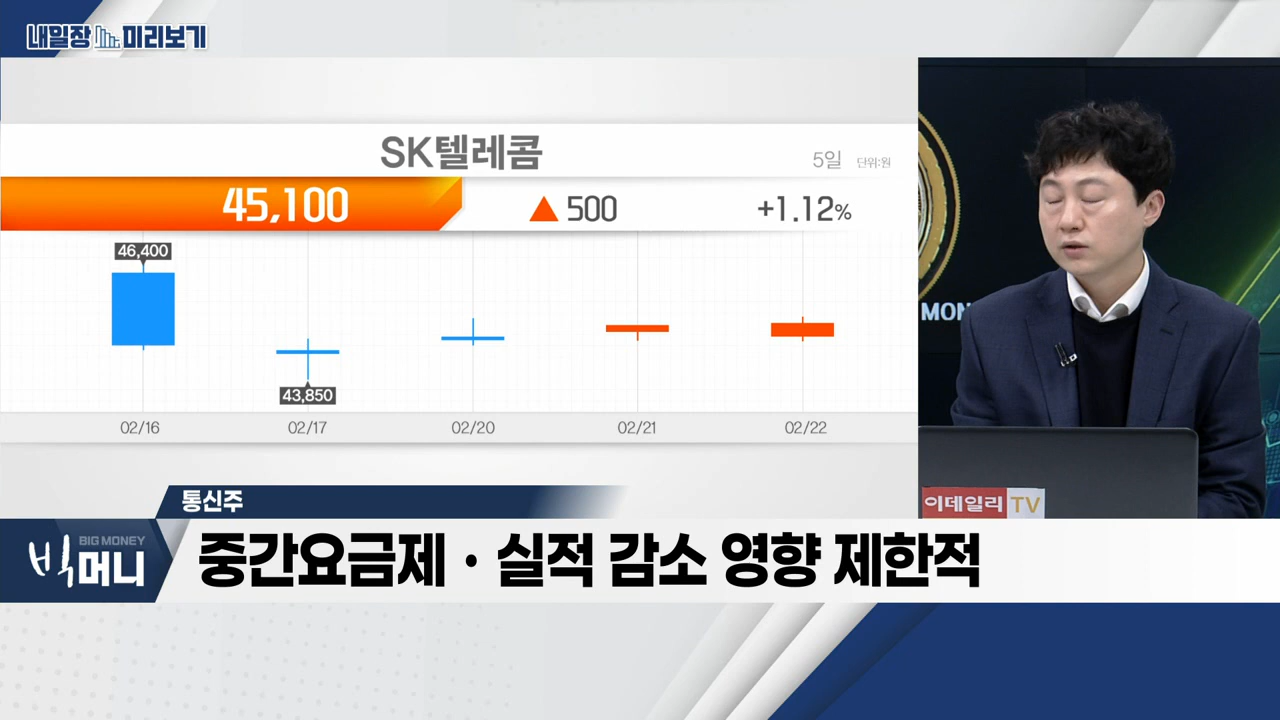 내일장 미리보기
SK텔레콤
5일 단위:원
45,100 ▲500 +1.12%
46,400
43,850
02/16 02/17 02/20 02/21 02/22
MON
이데일리TV
통신주
BIG MONEY
빅머니
중간요금제·실적 감소 영향 제한적